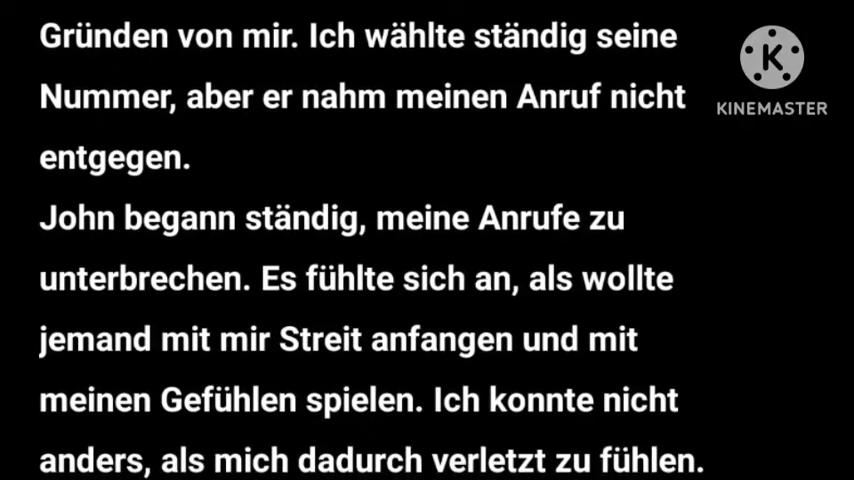 Gründen von mir. Ich wählte ständig seine
Nummer, aber er nahm meinen Anruf nicht
entgegen.
John begann ständig, meine Anrufe zu
unterbrechen. Es fühlte sich an, als wollte
jemand mit mir Streit anfangen und mit
meinen Gefühlen spielen. Ich konnte nicht
anders, als mich dadurch verletzt zu fühlen.
K
KINEMASTER